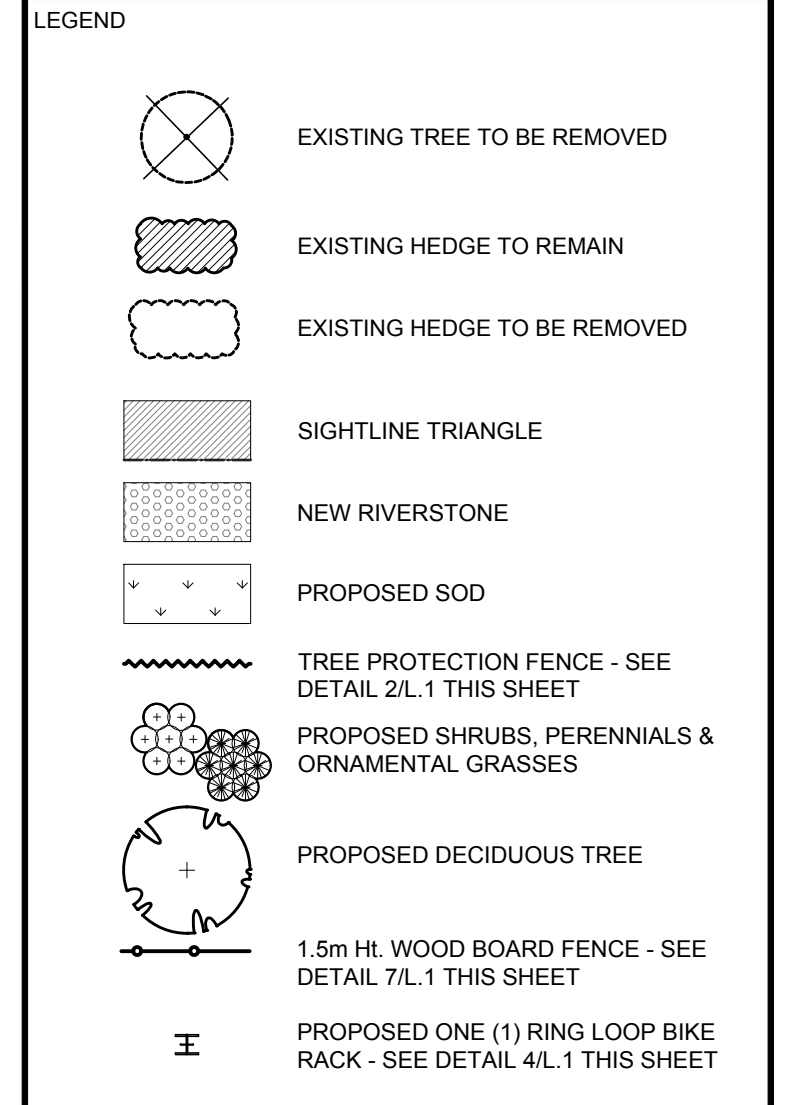 LEGEND
EXISTING TREE TO BE REMOVED
EXISTING HEDGE TO REMAIN
EXISTING HEDGE TO BE REMOVED
SIGHTLINE TRIANGLE
NEW RIVERSTONE
PROPOSED SOD
TREE PROTECTION FENCE - SEE
DETAIL 2/L.1 THIS SHEET
PROPOSED SHRUBS, PERENNIALS &
ORNAMENTAL GRASSES
PROPOSED DECIDUOUS TREE
1.5m Ht. WOOD BOARD FENCE - SEE
DETAIL 7/L.1 THIS SHEET
PROPOSED ONE (1) RING LOOP BIKE
RACK - SEE DETAIL 4/L.1 THIS SHEET